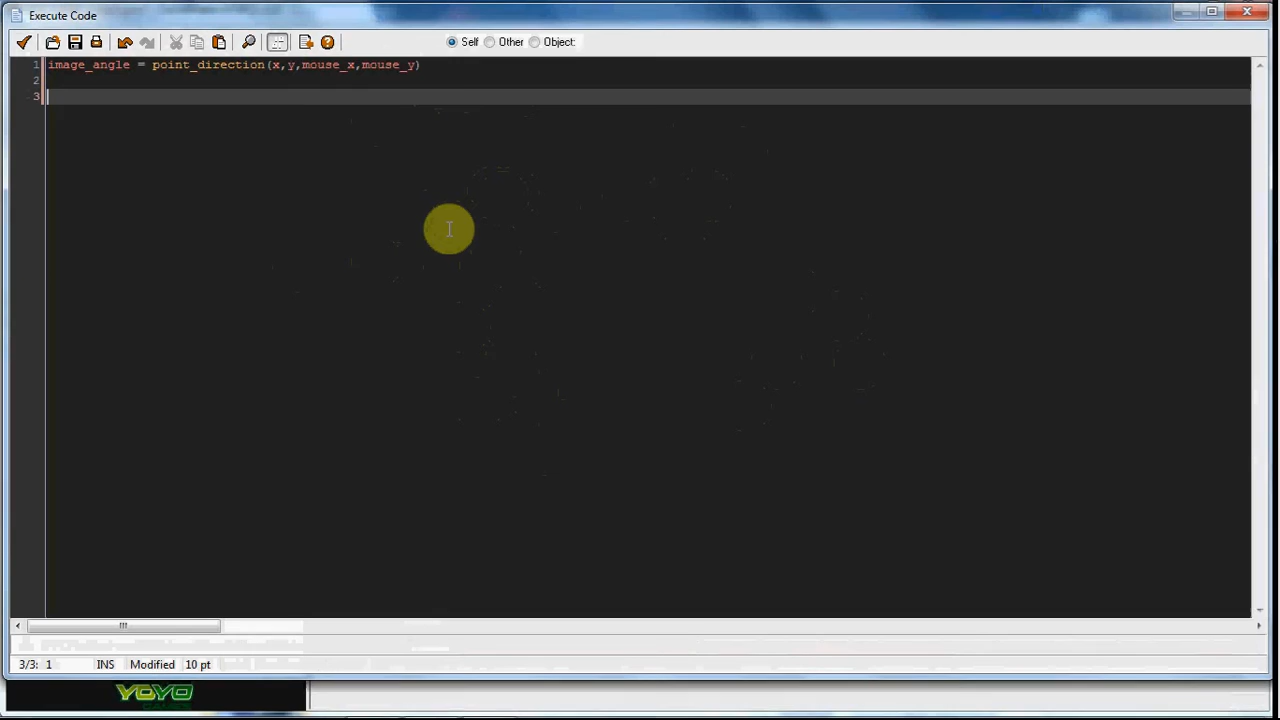 Execute Code
Self Other Object:
1 image_angle = point_direction(x,y,mouse_x,mouse_y)
2
3
3/3: 1 INS Modified 10 pt
YOYO
GAMES